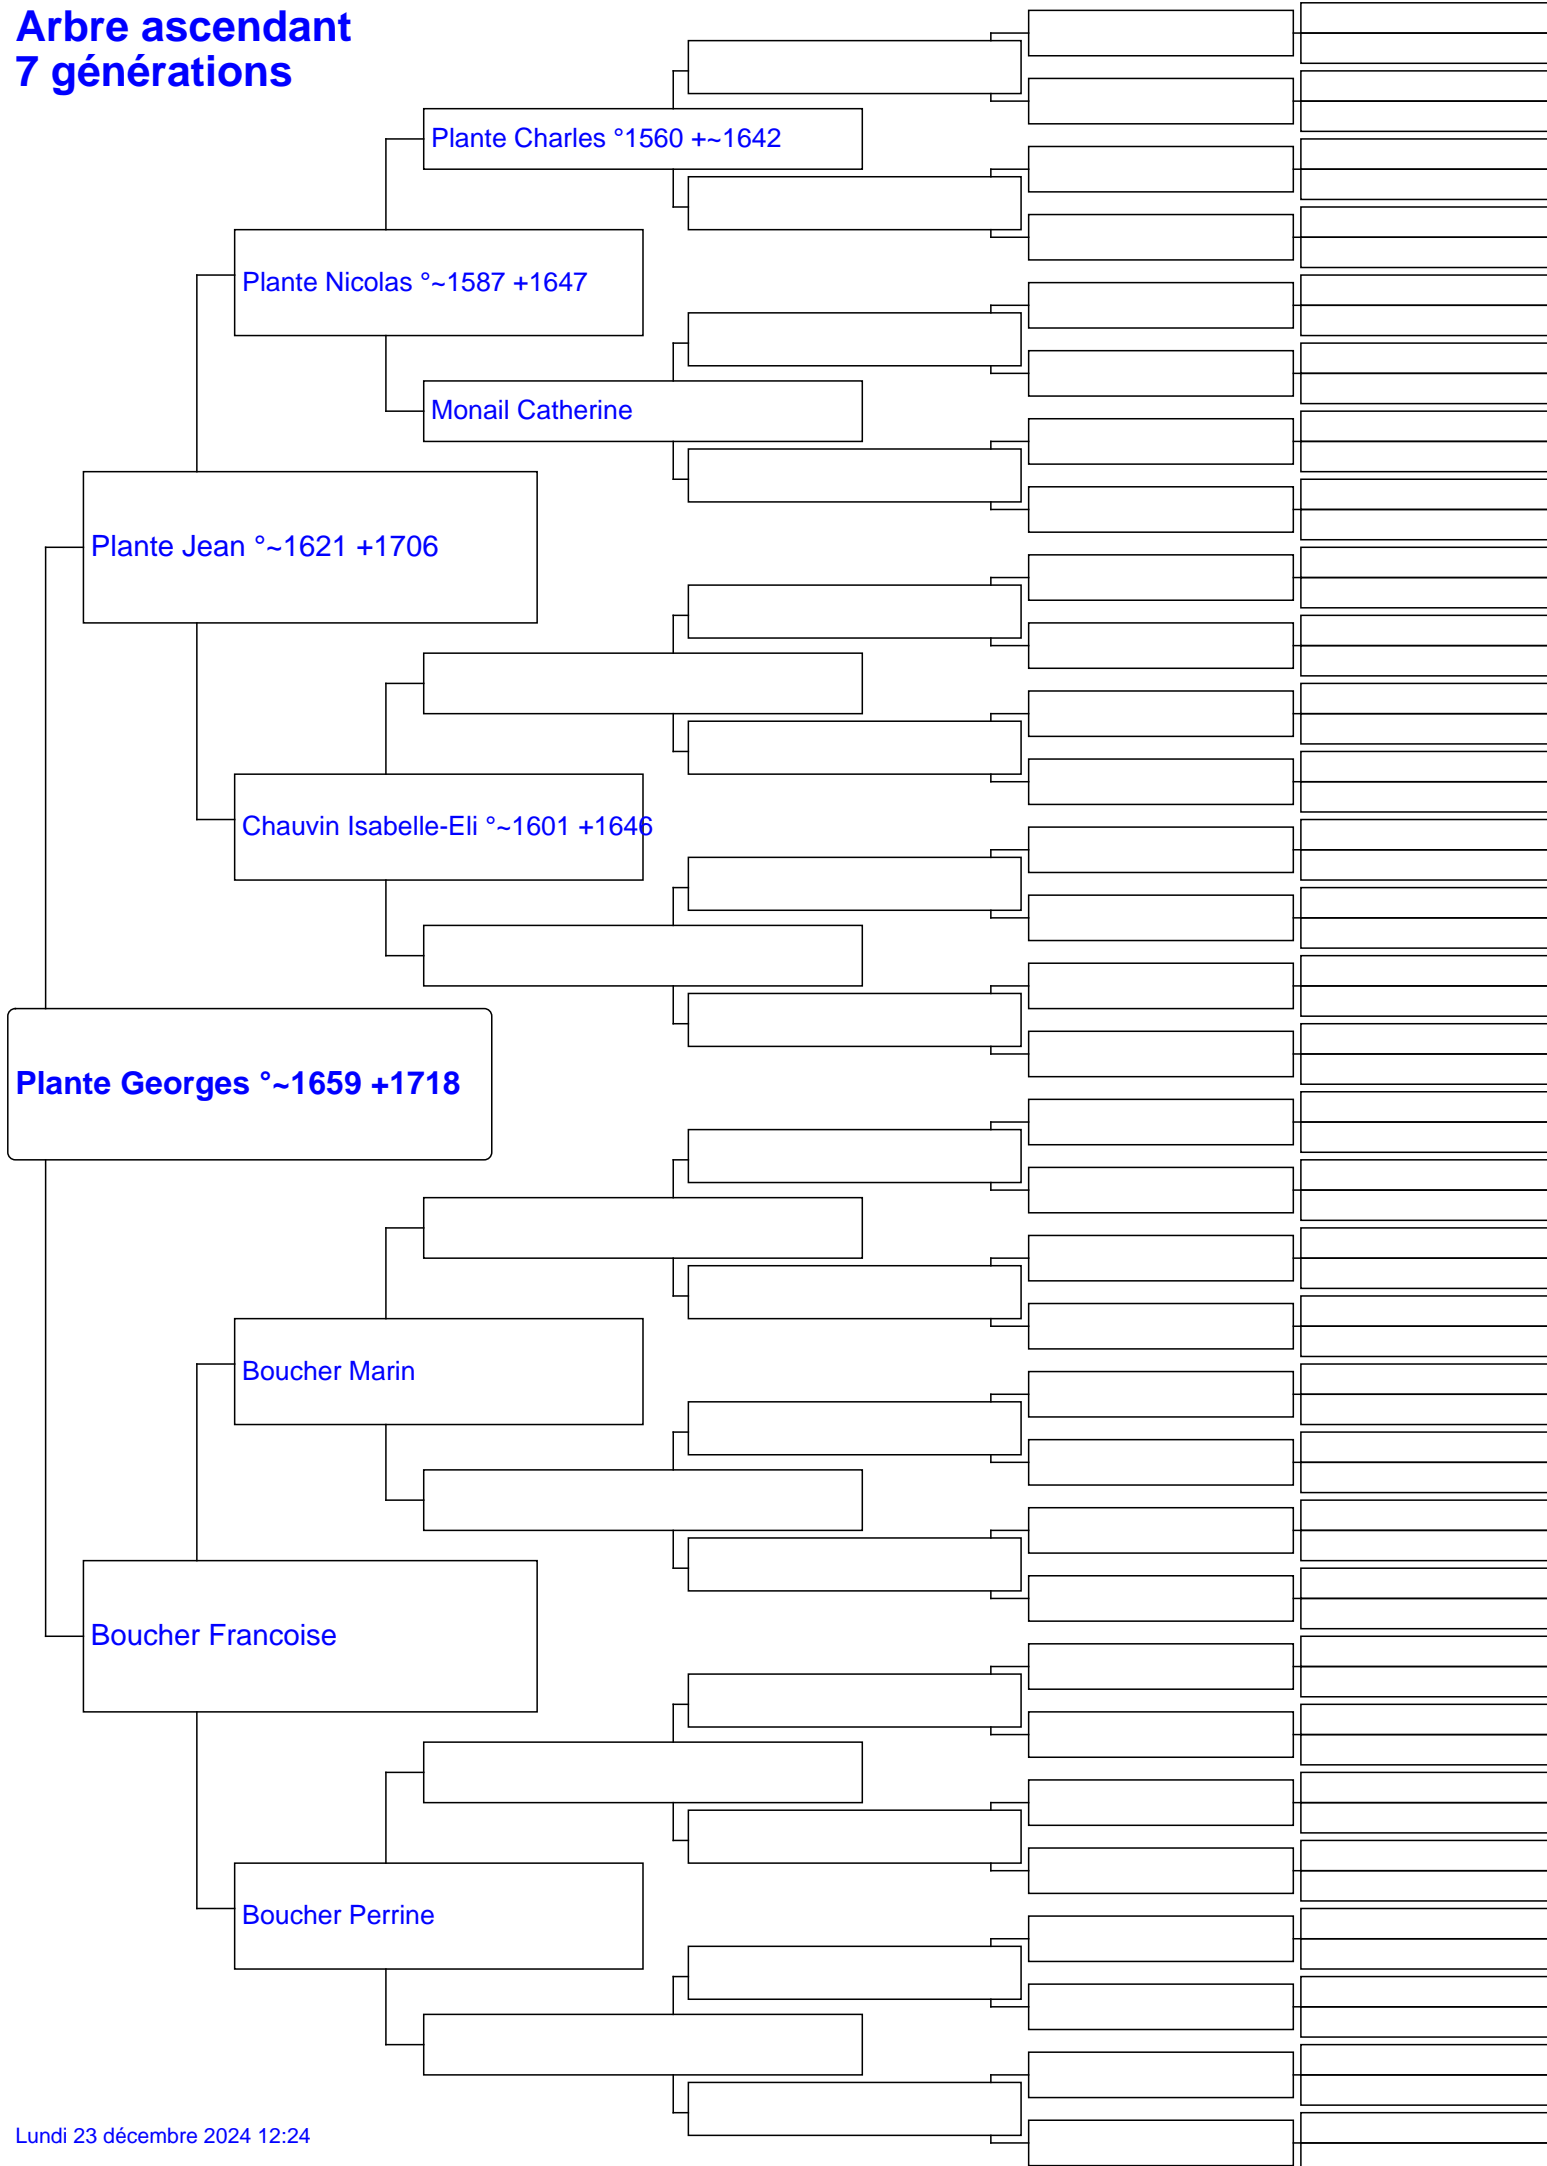 Arbre ascendant
7 générations
Plante Charles °1560 +~1642
Plante Nicolas °~1587 +1647
Monail Catherine
Plante Jean °~1621 +1706
Chauvin Isabelle-Eli °~1601 +1646
Plante Georges °~1659 +1718
Boucher Marin
Boucher Francoise
Boucher Perrine
Lundi 23 décembre 2024 12:24